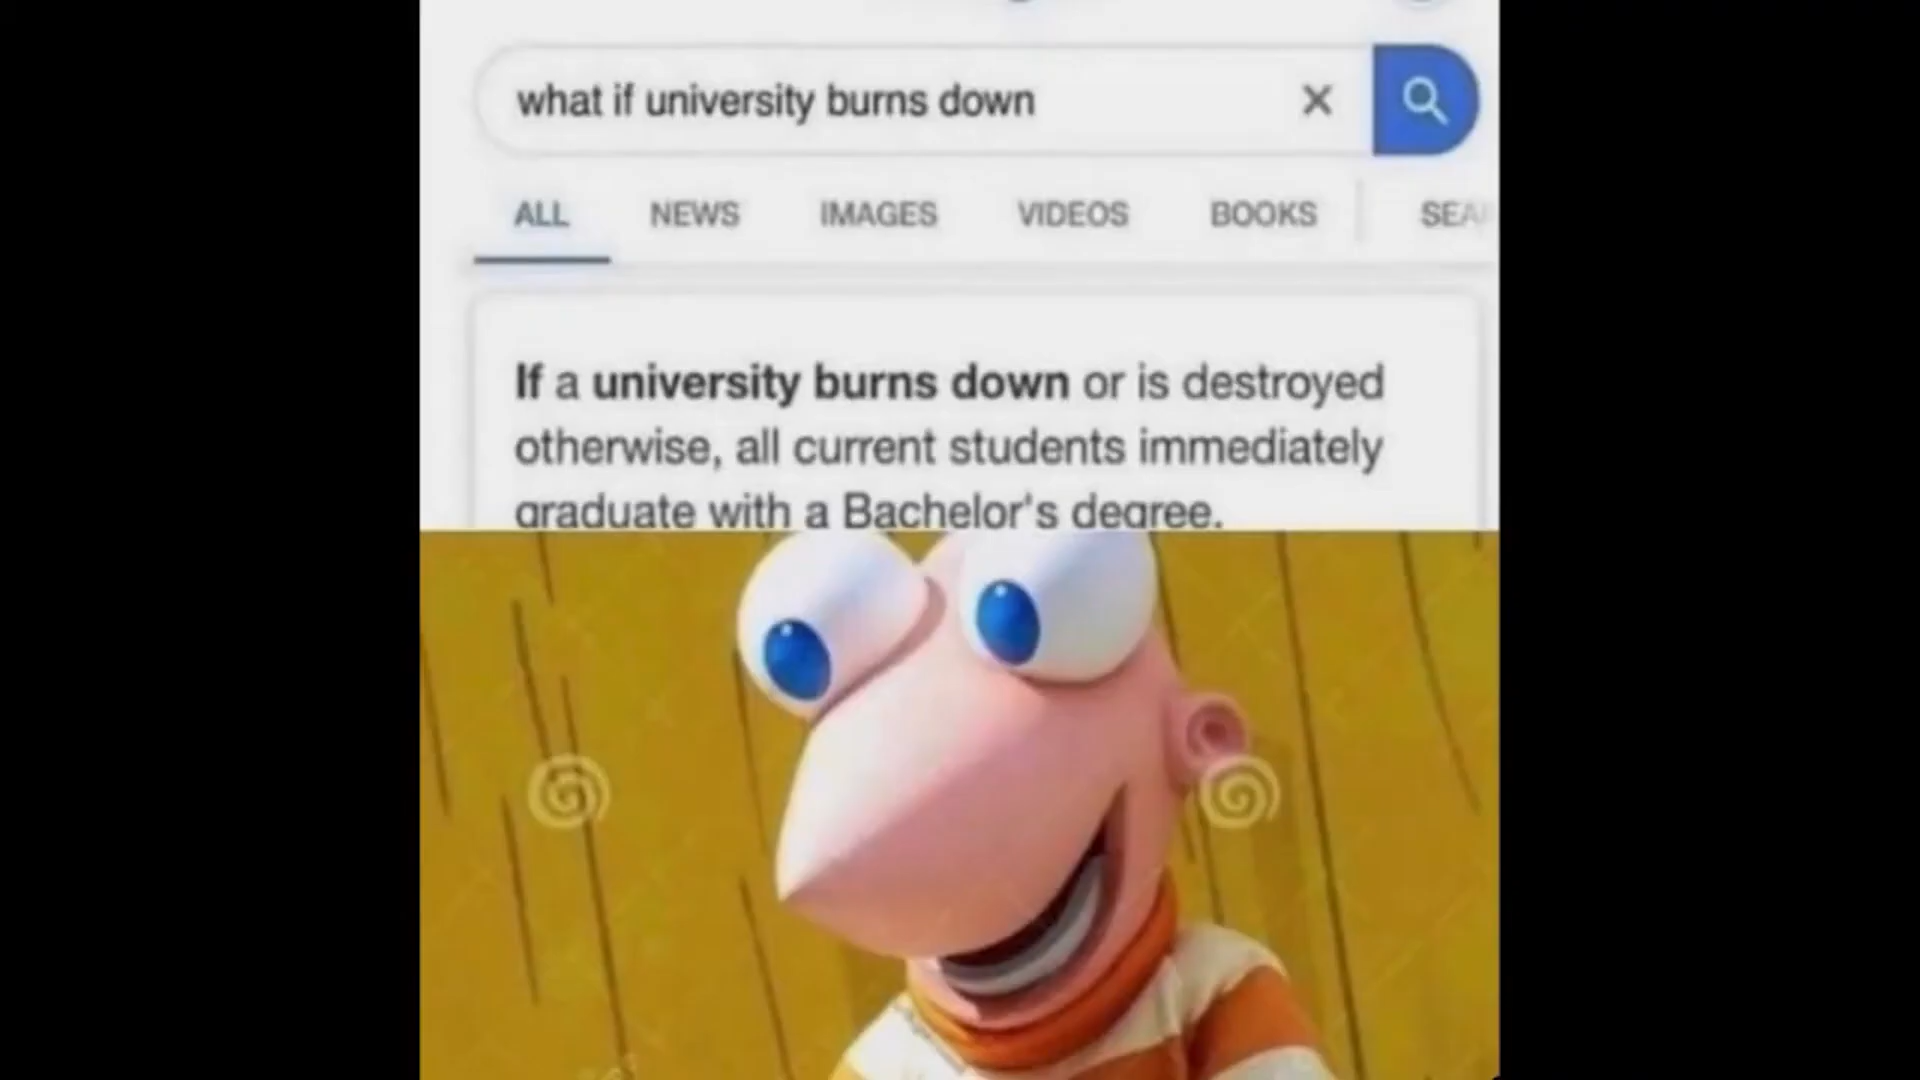 what if university burns down
ALL NEWS IMAGES VIDEOS BOOKS
If a university burns down or is destroyed
otherwise, all current students immediately
graduate with a Bachelor's degree.